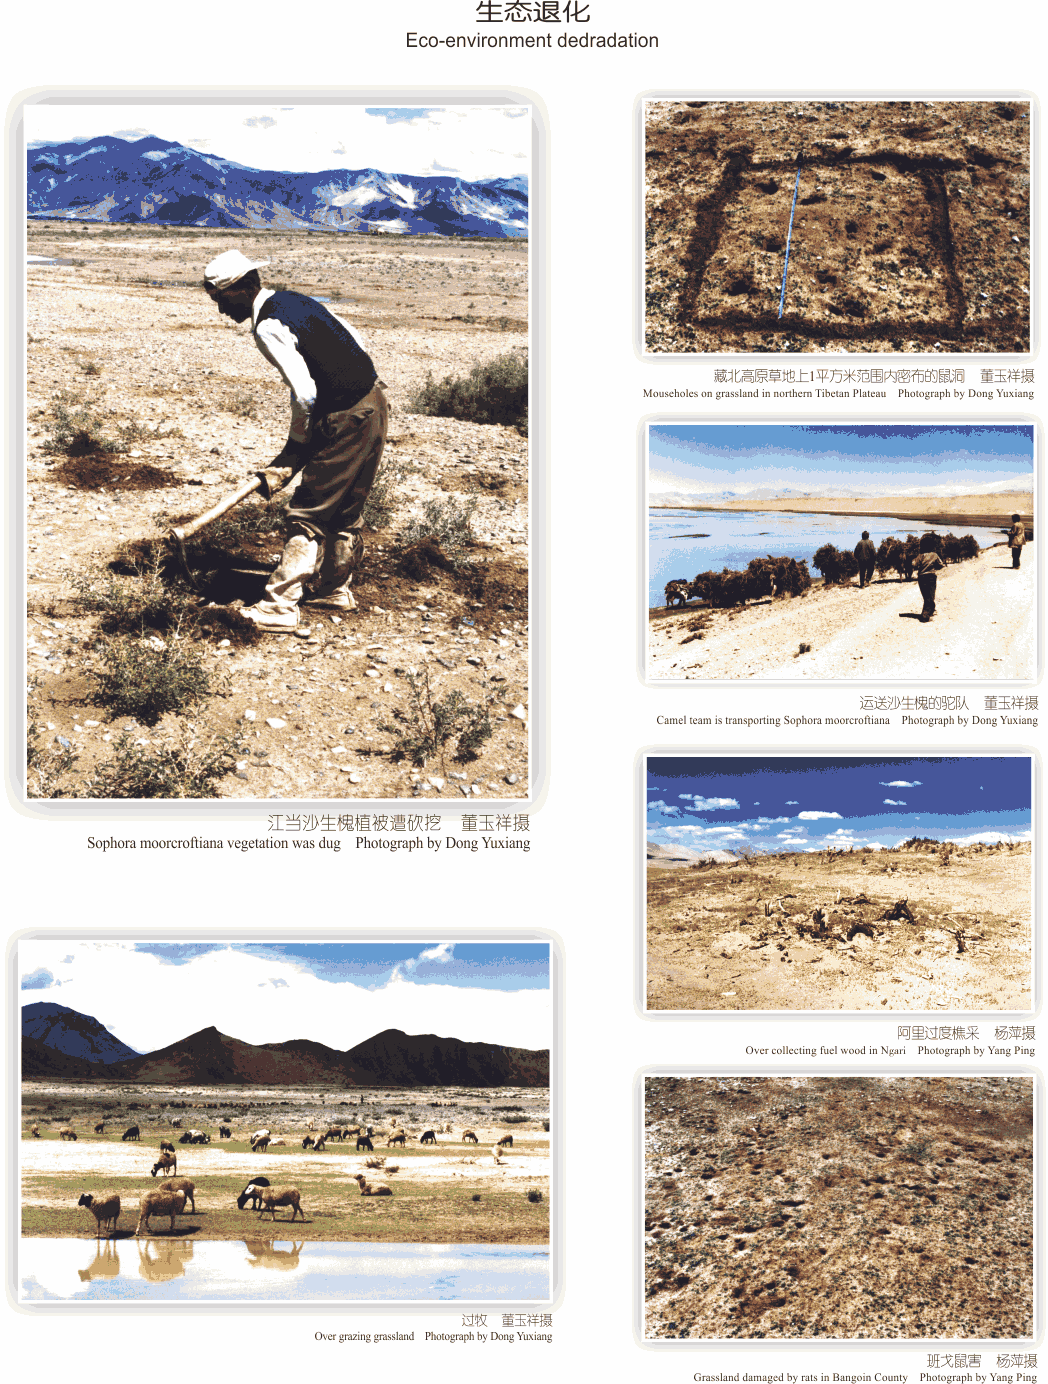 生态退化
Eco-environment dedradation
江当沙生槐植被遭砍挖 董玉祥摄
Sophora moorcroftiana vegetation was dug Photograph by Dong Yuxiang
过牧 董玉祥摄
Over grazing grassland Photograph by Dong Yuxiang
藏北高原草地上1平方米范围内密布的鼠洞 董玉祥摄
Mouseholes on grassland in northern Tibetan Plateau Photograph by Dong Yuxiang
运送沙生槐的驼队 董玉祥摄
Camel team is transporting Sophora moorcroftiana Photograph by Dong Yuxiang
阿里过度樵采 杨萍摄
Over collecting fuel wood in Ngari Photograph by Yang Ping
班戈鼠害 杨萍摄
Grassland damaged by rats in Bangoin County Photograph by Yang Ping